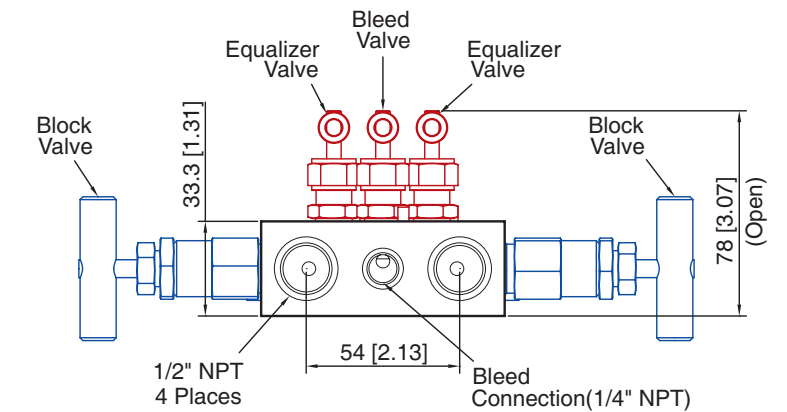 Bleed
Valve
Equalizer
Valve
Equalizer
Valve
Block
Valve
Block
Valve
33.3 [1.31]
78 [3.07]
(Open)
54 [2.13]
1/2" NPT
4 Places
Bleed
Connection(1/4" NPT)